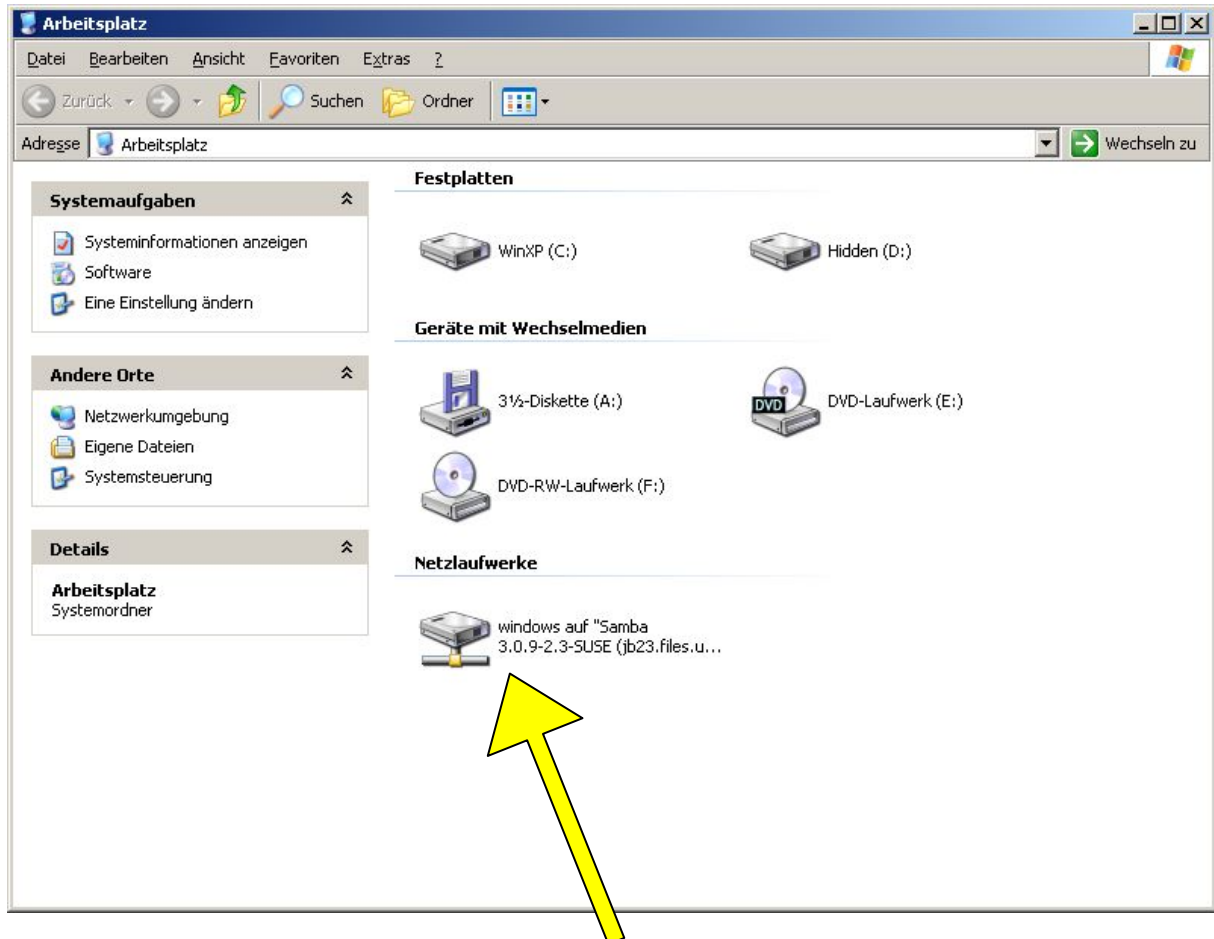 Arbeitsplatz
Datei Bearbeiten Ansicht Favoriten Extras ?
Zurück Suchen Ordner
Adresse Arbeitsplatz Wechseln zu
Systemaufgaben
Systeminformationen anzeigen
Software
Eine Einstellung ändern
Andere Orte
Netzwerkumgebung
Eigene Dateien
Systemsteuerung
Details
Arbeitsplatz
Systemordner
Festplatten
WinXP (C:) Hidden (D:)
Geräte mit Wechselmedien
3½-Diskette (A:) DVD DVD-Laufwerk (E:)
DVD-RW-Laufwerk (F:)
Netzlaufwerke
windows auf "Samba
3.0.9-2.3-SUSE (jb23.files.u...